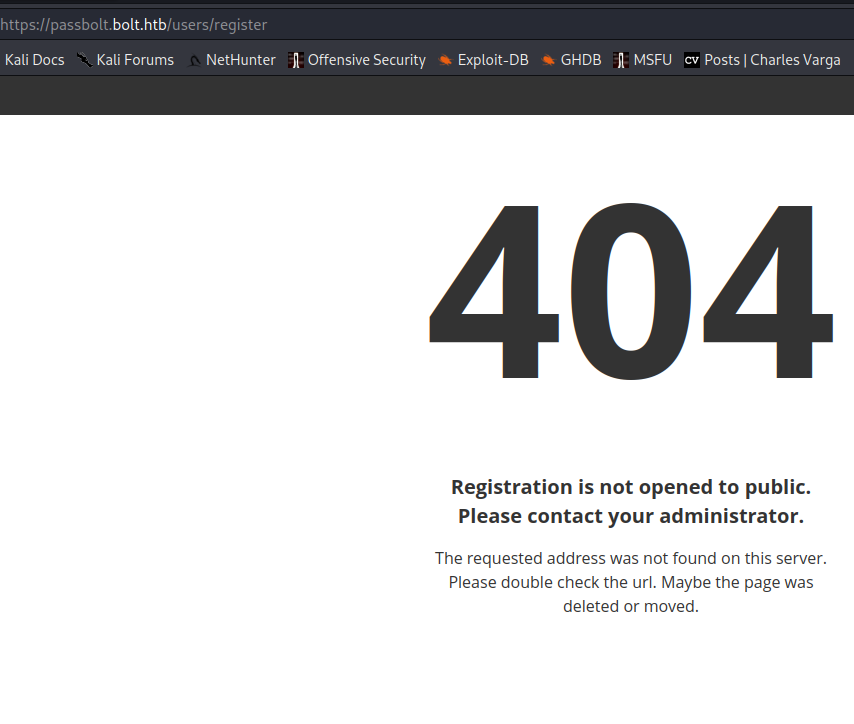 https://passbolt.bolt.htb/users/register
Kali Docs Kali Forums NetHunter Offensive Security Exploit-DB GHDB MSFU CV Posts | Charles Varga
404
Registration is not opened to public.
Please contact your administrator.
The requested address was not found on this server.
Please double check the url. Maybe the page was
deleted or moved.